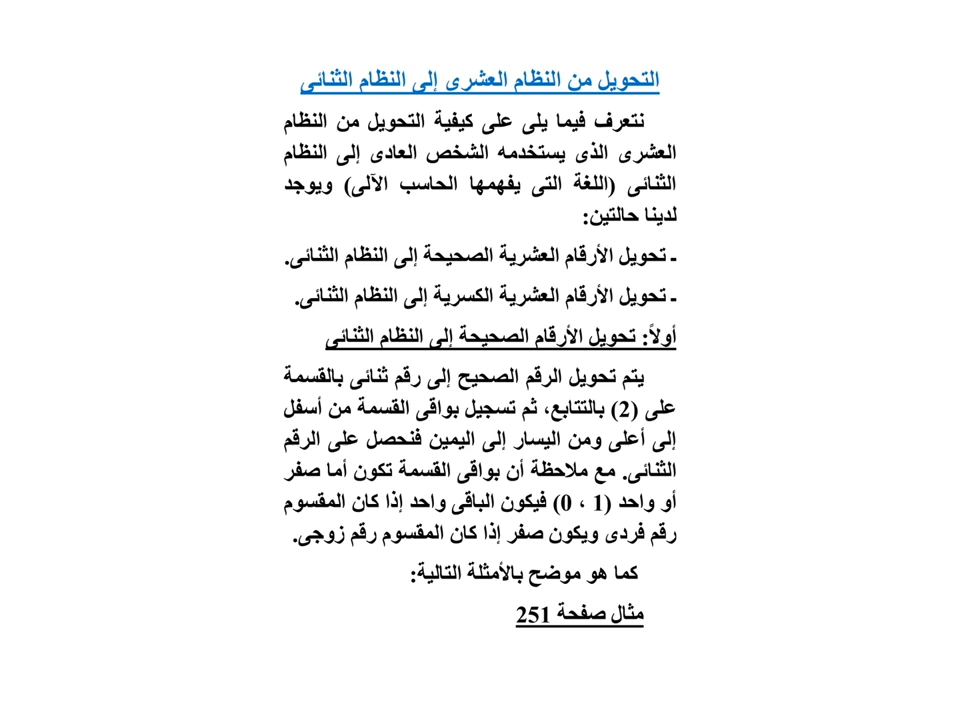 التحويل من النظام العشرى إلى النظام الثنائى
نتعرف فيما يلى على كيفية التحويل من النظام
العشرى الذى يستخدمه الشخص العادى إلى النظام
الثنائى (اللغة التى يفهمها الحاسب الآلى) ويوجد
لدينا حالتين:
ـ تحويل الأرقام العشرية الصحيحة إلى النظام الثنائى.
ـ تحويل الأرقام العشرية الكسرية إلى النظام الثنائى.
أولاً: تحويل الأرقام الصحيحة إلى النظام الثنائى
يتم تحويل الرقم الصحيح إلى رقم ثنائى بالقسمة
على (2) بالتتابع، ثم تسجيل بواقى القسمة من أسفل
إلى أعلى ومن اليسار إلى اليمين فنحصل على الرقم
الثنائى. مع ملاحظة أن بواقى القسمة تكون أما صفر
أو واحد (1 ، 0) فيكون الباقى واحد إذا كان المقسوم
رقم فردى ويكون صفر إذا كان المقسوم رقم زوجى.
كما هو موضح بالأمثلة التالية:
مثال صفحة 251